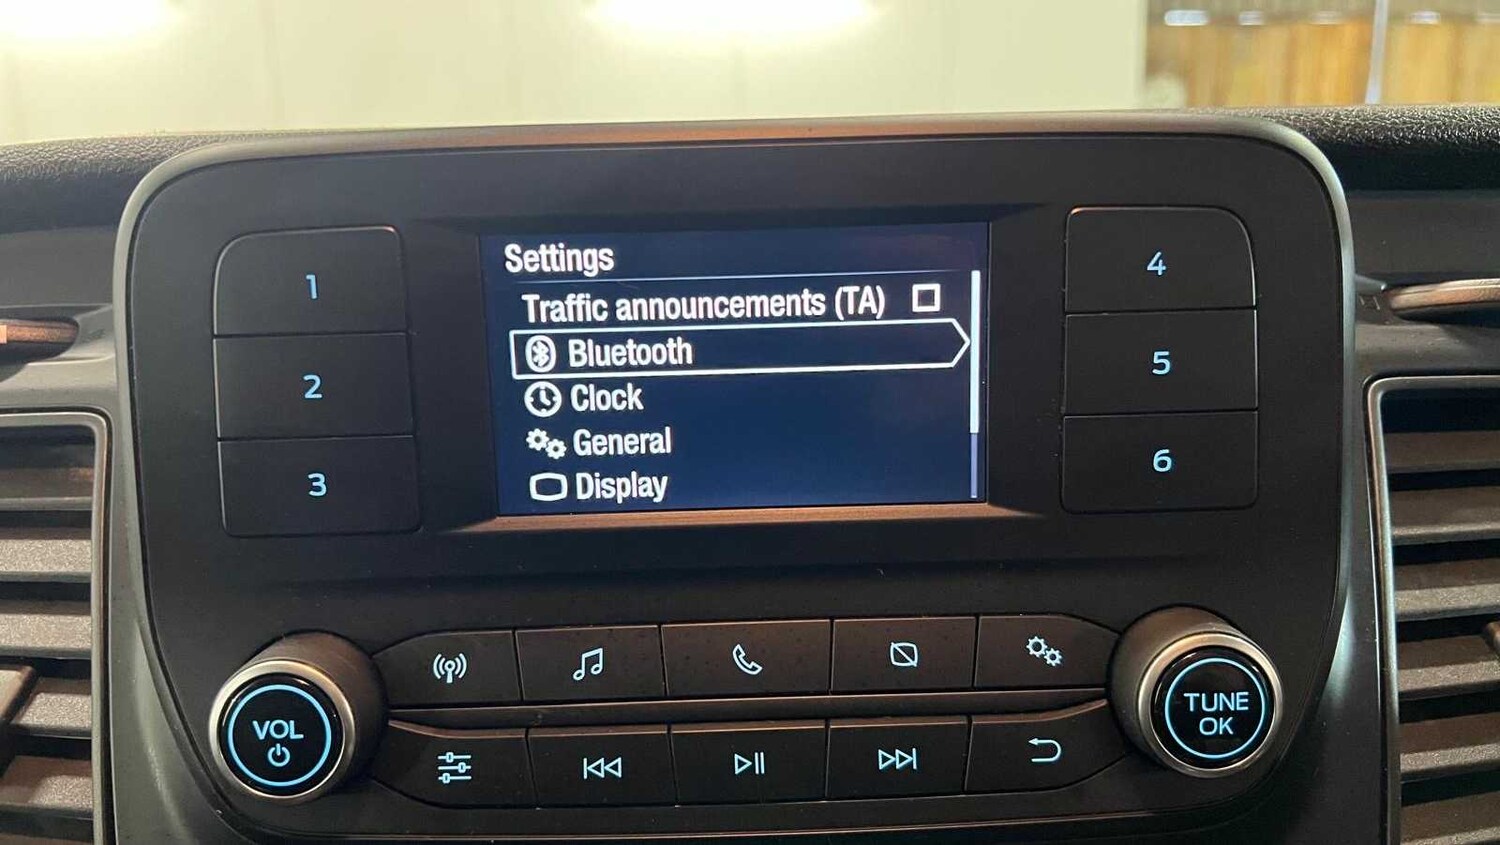 Settings
Traffic announcements (TA)
Bluetooth
Clock
General
Display
1
2
3
4
5
6
VOL
TUNE
OK